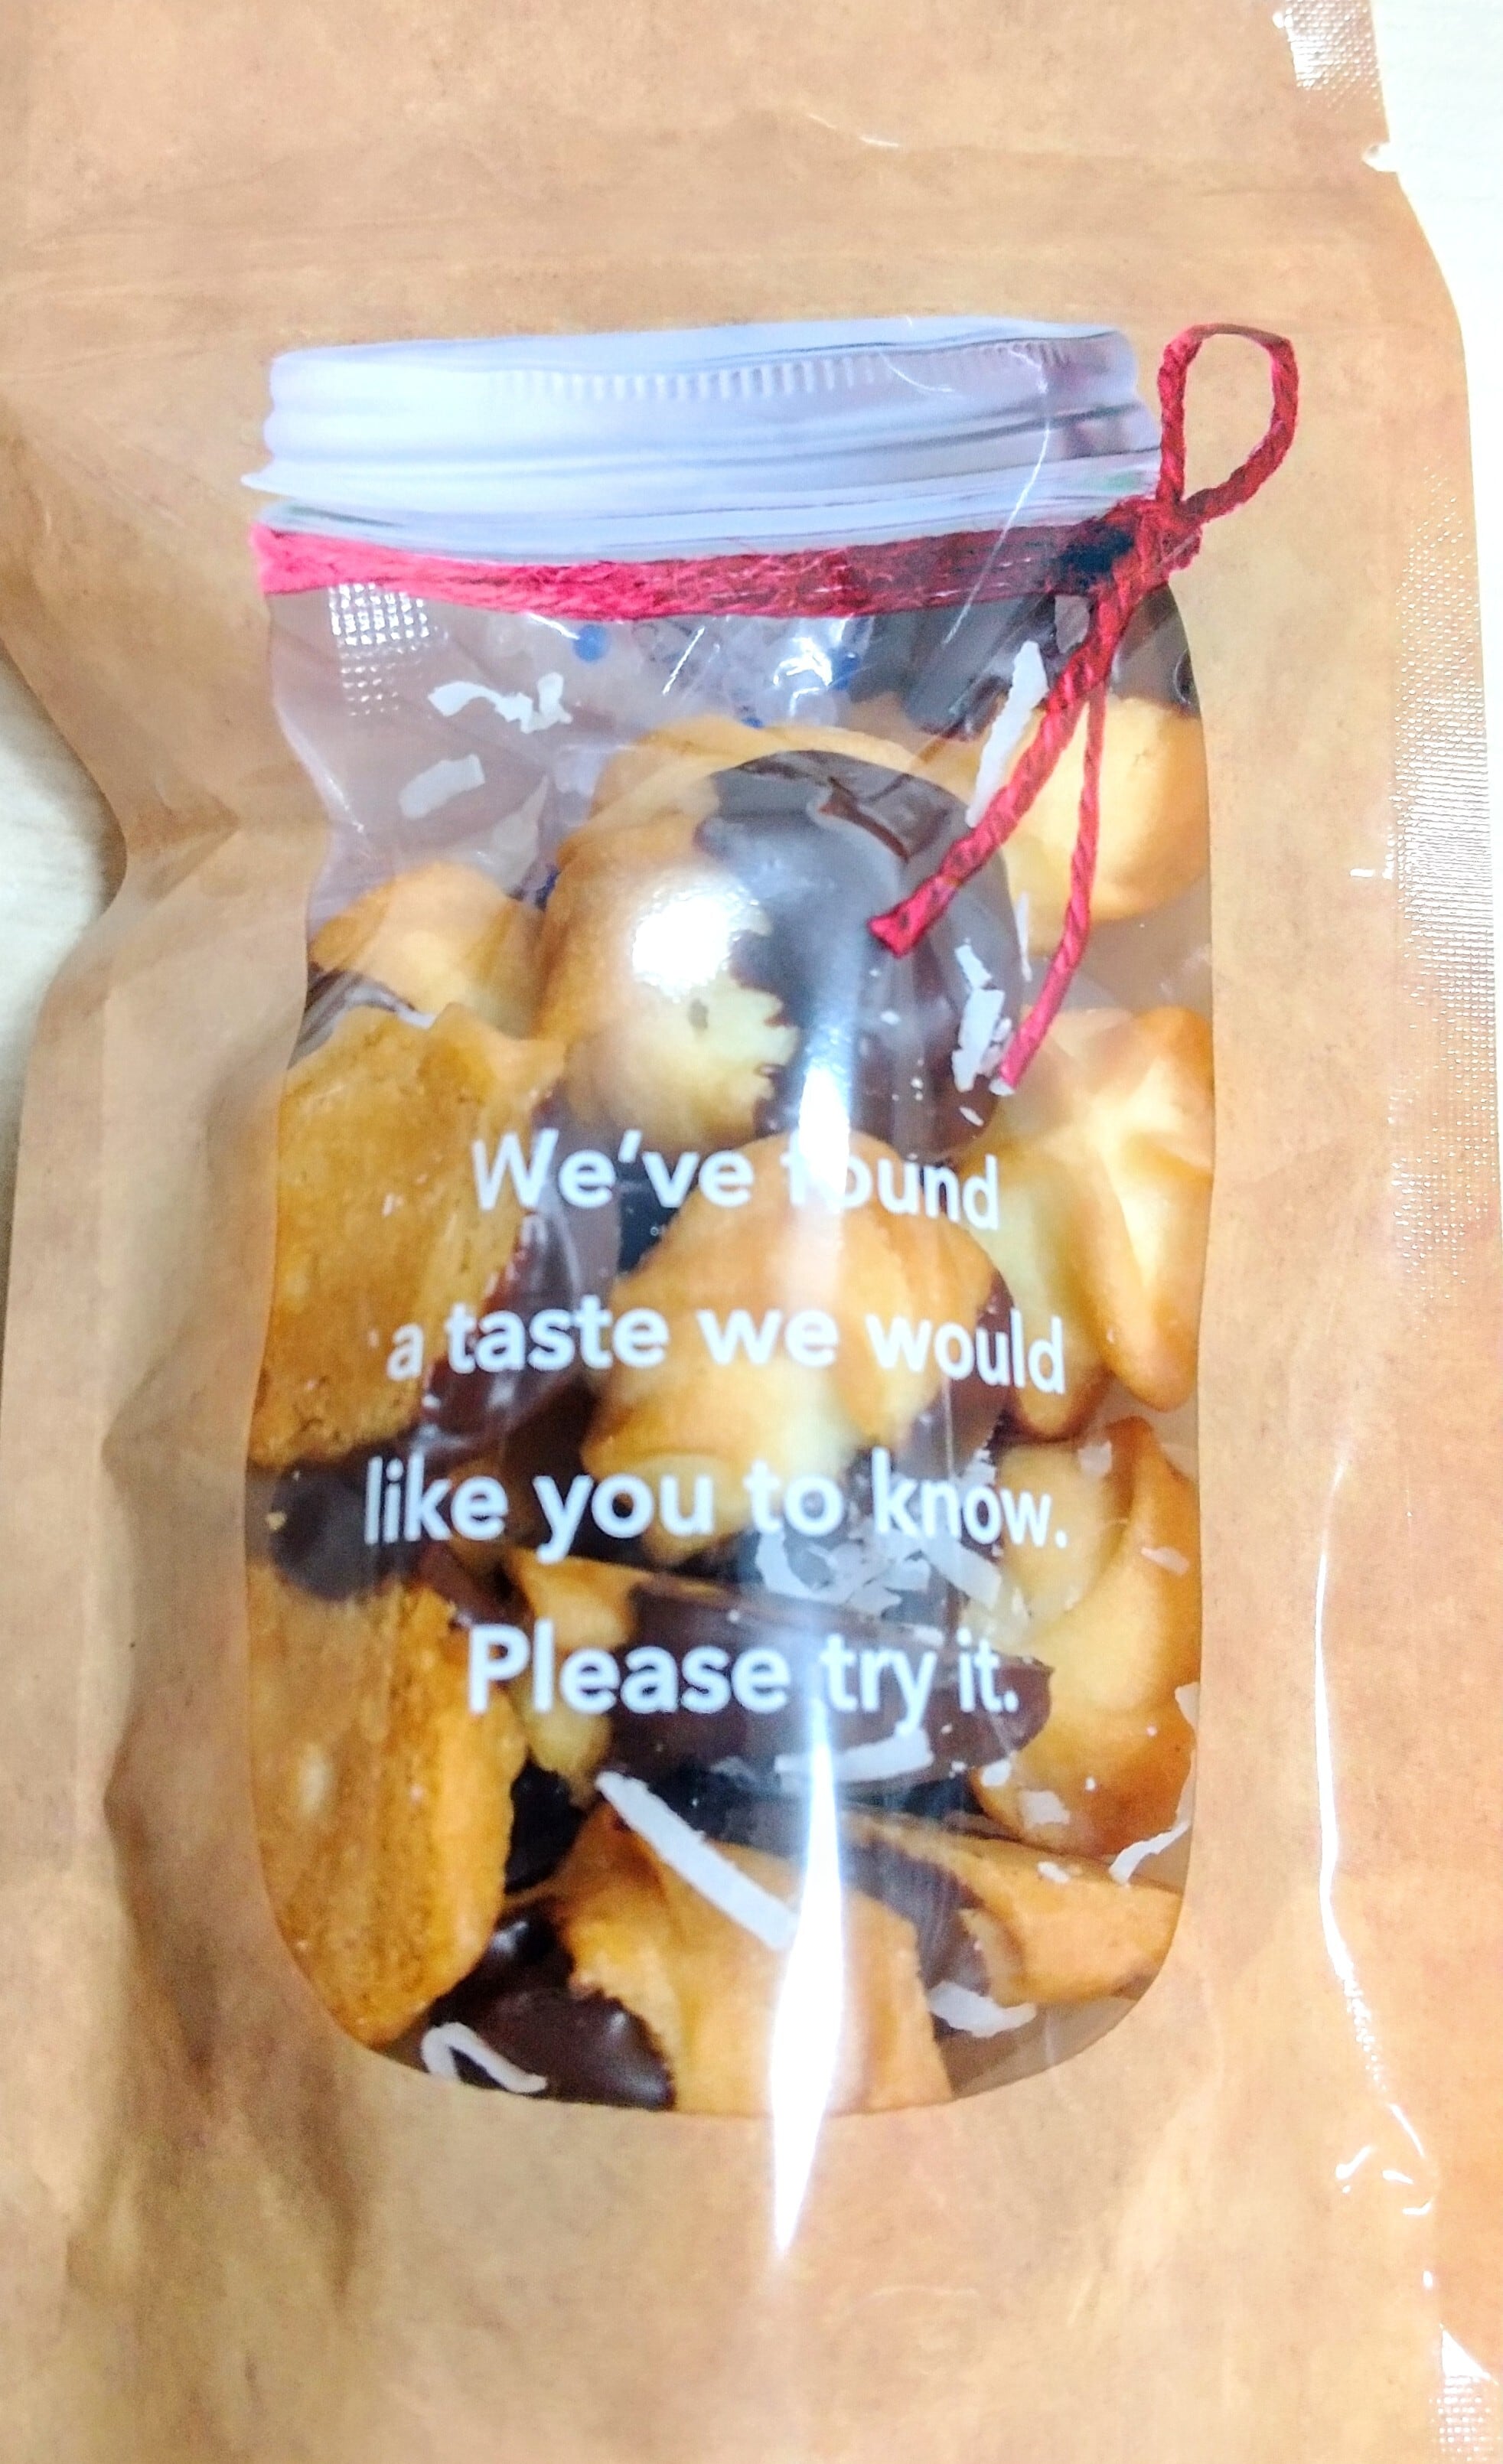 We've found
a taste we would
like you to know.
Please try it.